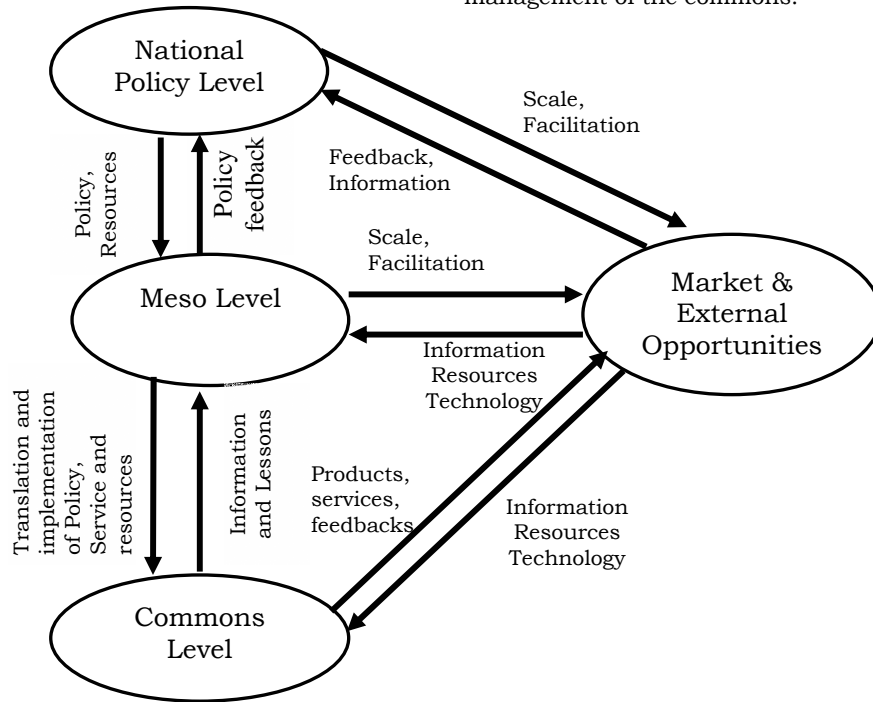 management of the commons.
National
Policy Level
Scale,
Facilitation
Feedback,
Information
Policy,
Resources
Policy
feedback
Scale,
Facilitation
Meso Level
Market &
External
Opportunities
Information
Resources
Technology
Translation and
implementation
of Policy,
Service and
resources
Information
and Lessons
Products,
services,
feedbacks
Information
Resources
Technology
Commons
Level